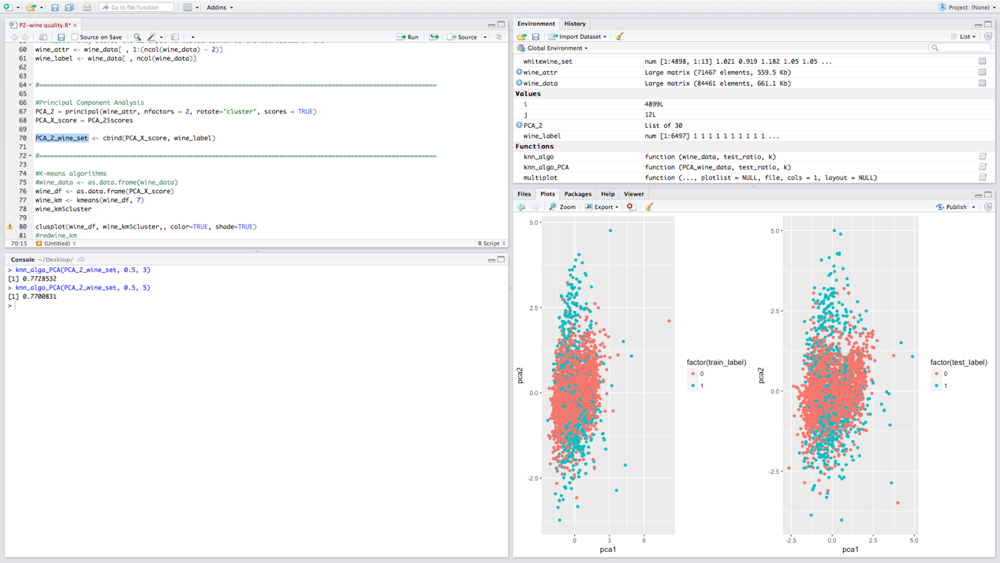 Go to file/function
Addins
Project: (None)
P2-wine quality.R*
Source on Save
Run
Source
60 wine_attr <- wine_data[ , 1:(ncol(wine_data) - 2)]
61 wine_label <- wine_data[ , ncol(wine_data)]
62
63
64 #==========================================================================================================
65
66 #Principal Component Analysis
67 PCA_2 = principal(wine_attr, nfactors = 2, rotate="cluster", scores = TRUE)
68 PCA_X_score = PCA_2$scores
69
70 PCA_2_wine_set <- cbind(PCA_X_score, wine_label)
71
72 #==========================================================================================================
73
74 #K-means algorithms
75 #wine_data <- as.data.frame(wine_data)
76 wine_df <- as.data.frame(PCA_X_score)
77 wine_km <- kmeans(wine_df, 7)
78 wine_km$cluster
79
80 clusplot(wine_df, wine_km$cluster,, color=TRUE, shade=TRUE)
81 #redwine_km
70:15 (Untitled) R Script
Console ~/Desktop/
> knn_algo_PCA(PCA_2_wine_set, 0.5, 3)
[1] 0.7728532
> knn_algo_PCA(PCA_2_wine_set, 0.5, 5)
[1] 0.7700831
>
Environment History
Import Dataset List
Global Environment
whitewine_set num [1:4898, 1:13] 1.021 0.919 1.182 1.05 1.05 ...
wine_attr Large matrix (71467 elements, 559.5 Kb)
wine_data Large matrix (84461 elements, 661.1 Kb)
Values
i 4899L
j 12L
PCA_2 List of 30
wine_label num [1:6497] 1 1 1 1 1 1 1 1 1 1 ...
Functions
knn_algo function (wine_data, test_ratio, k)
knn_algo_PCA function (PCA_wine_data, test_ratio, k)
multiplot function (..., plotlist = NULL, file, cols = 1, layout = NULL)
Files Plots Packages Help Viewer
Zoom Export Publish
5.0
2.5
0.0
-2.5
pca2
0 3 6
pca1
factor(train_label)
0
1
5.0
2.5
0.0
-2.5
pca2
-2.5 0.0 2.5 5.0
pca1
factor(test_label)
0
1